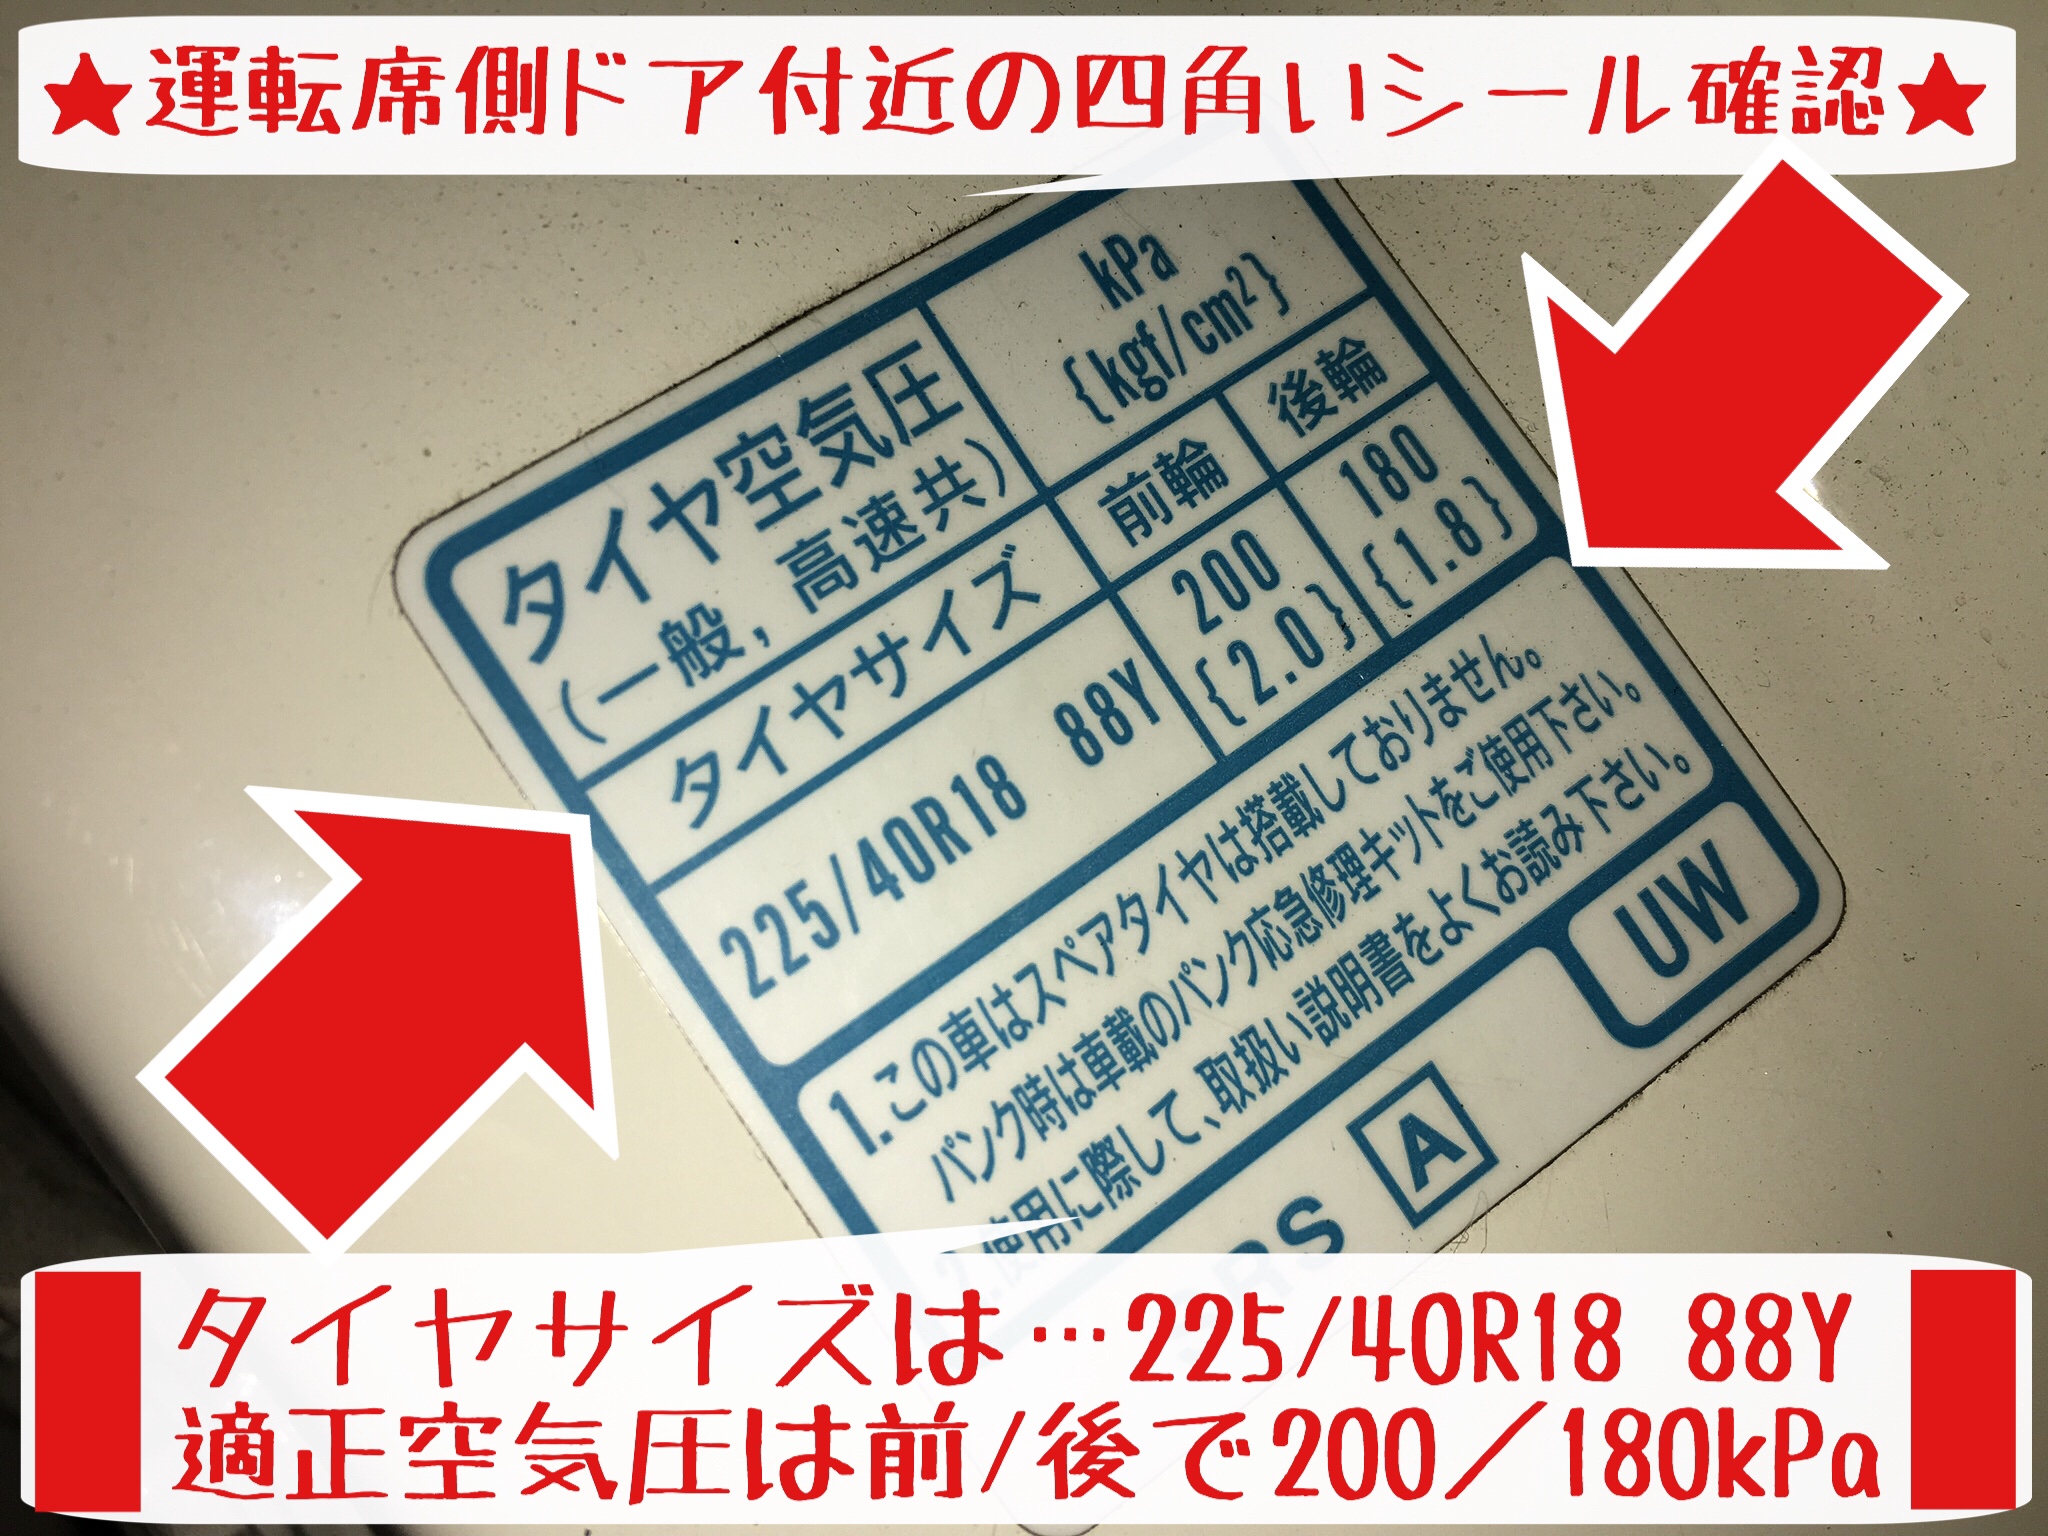 ★運転席側ドア付近の四角いシール確認★
タイヤ空気圧
(一般, 高速共)
kPa
{kgf/cm²}
タイヤサイズ
前輪
後輪
225/40R18 88Y
200
{2.0}
180
{1.8}
1.この車はスペアタイヤは搭載しておりません。
パンク時は車載のパンク応急修理キットをご使用下さい。
2.使用に際して、取扱い説明書をよくお読み下さい。
UW
SRS
A
タイヤサイズは…225/40R18 88Y
適正空気圧は前/後で200／180kPa